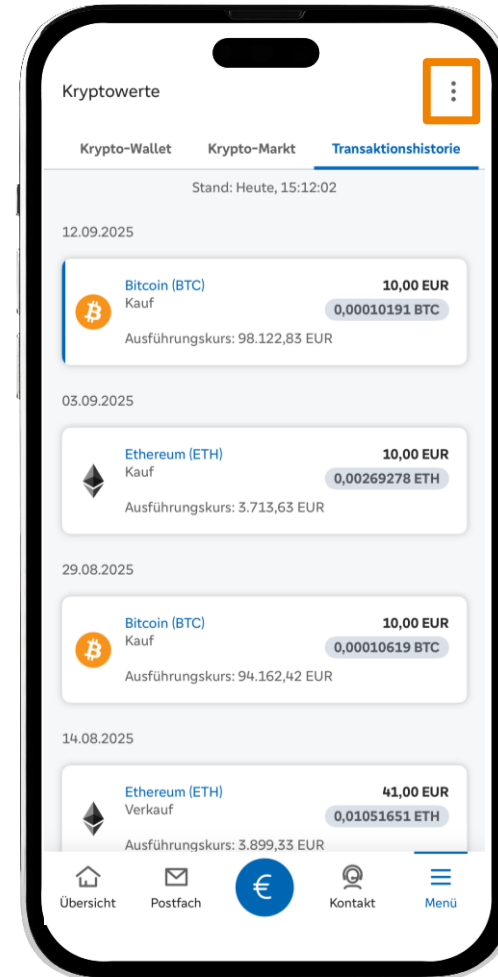 Kryptowerte
Krypto-Wallet Krypto-Markt Transaktionshistorie
Stand: Heute, 15:12:02
12.09.2025
Bitcoin (BTC) 10,00 EUR
Kauf 0,00010191 BTC
Ausführungskurs: 98.122,83 EUR
03.09.2025
Ethereum (ETH) 10,00 EUR
Kauf 0,00269278 ETH
Ausführungskurs: 3.713,63 EUR
29.08.2025
Bitcoin (BTC) 10,00 EUR
Kauf 0,00010619 BTC
Ausführungskurs: 94.162,42 EUR
14.08.2025
Ethereum (ETH) 41,00 EUR
Verkauf 0,01051651 ETH
Ausführungskurs: 3.899,33 EUR
€
Übersicht Postfach Kontakt Menü